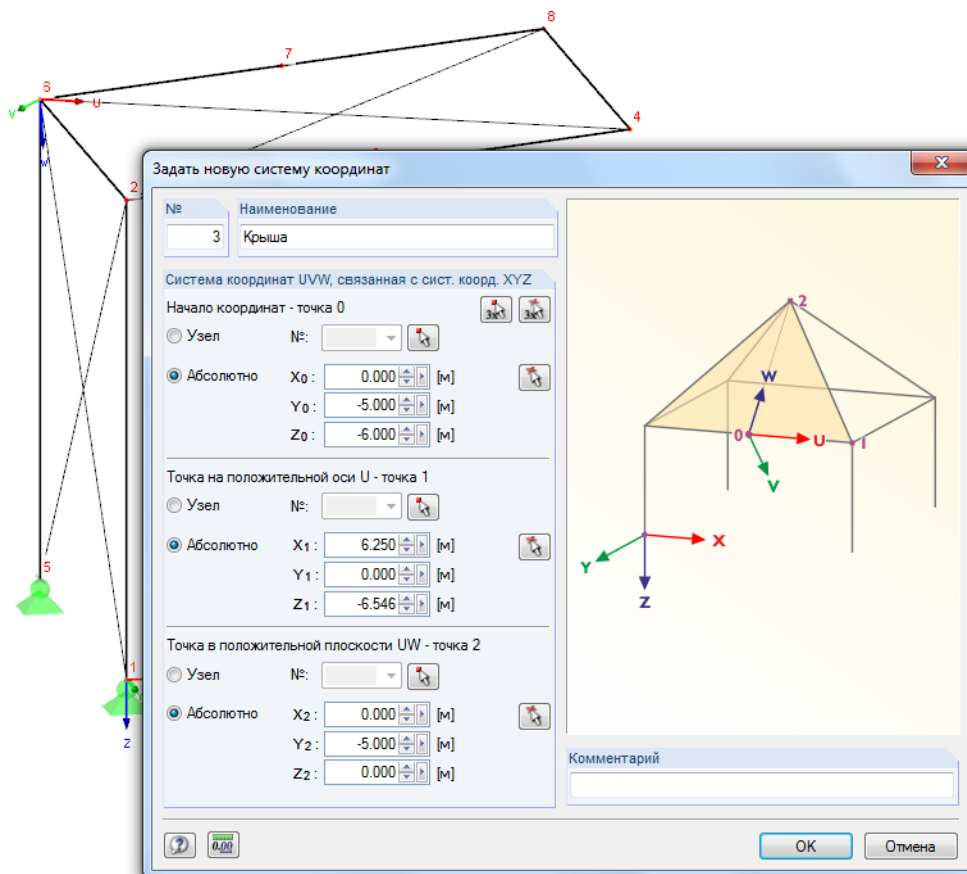 8
7
6
V
U
W
4
2
5
1
Z
Задать новую систему координат
№
Наименование
3
Крыша
Система координат UVW, связанная с сист. коорд. XYZ
Начало координат - точка 0
3x
3x
Узел
№:
Абсолютно
X0 :
0.000
[м]
Y0 :
-5.000
[м]
Z0 :
-6.000
[м]
Точка на положительной оси U - точка 1
Узел
№:
Абсолютно
X1 :
6.250
[м]
Y1 :
0.000
[м]
Z1 :
-6.546
[м]
Точка в положительной плоскости UW - точка 2
Узел
№:
Абсолютно
X2 :
0.000
[м]
Y2 :
-5.000
[м]
Z2 :
0.000
[м]
2
W
0
U
1
V
X
Y
Z
Комментарий
0.00
OK
Отмена